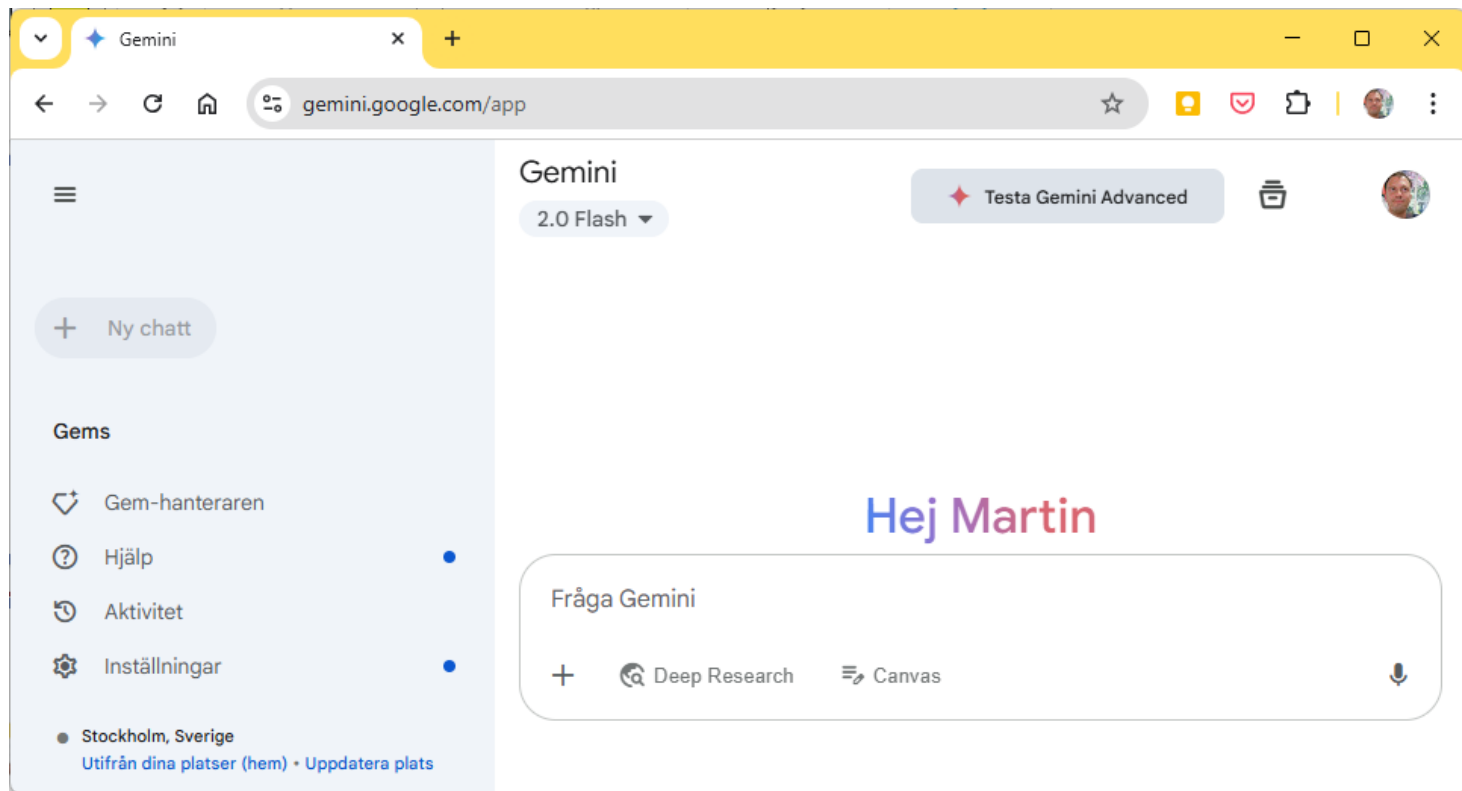 Gemini
gemini.google.com/app
Gemini
2.0 Flash
Testa Gemini Advanced
Ny chatt
Gems
Gem-hanteraren
Hjälp
Aktivitet
Inställningar
Stockholm, Sverige
Utifrån dina platser (hem) • Uppdatera plats
Hej Martin
Fråga Gemini
Deep Research
Canvas